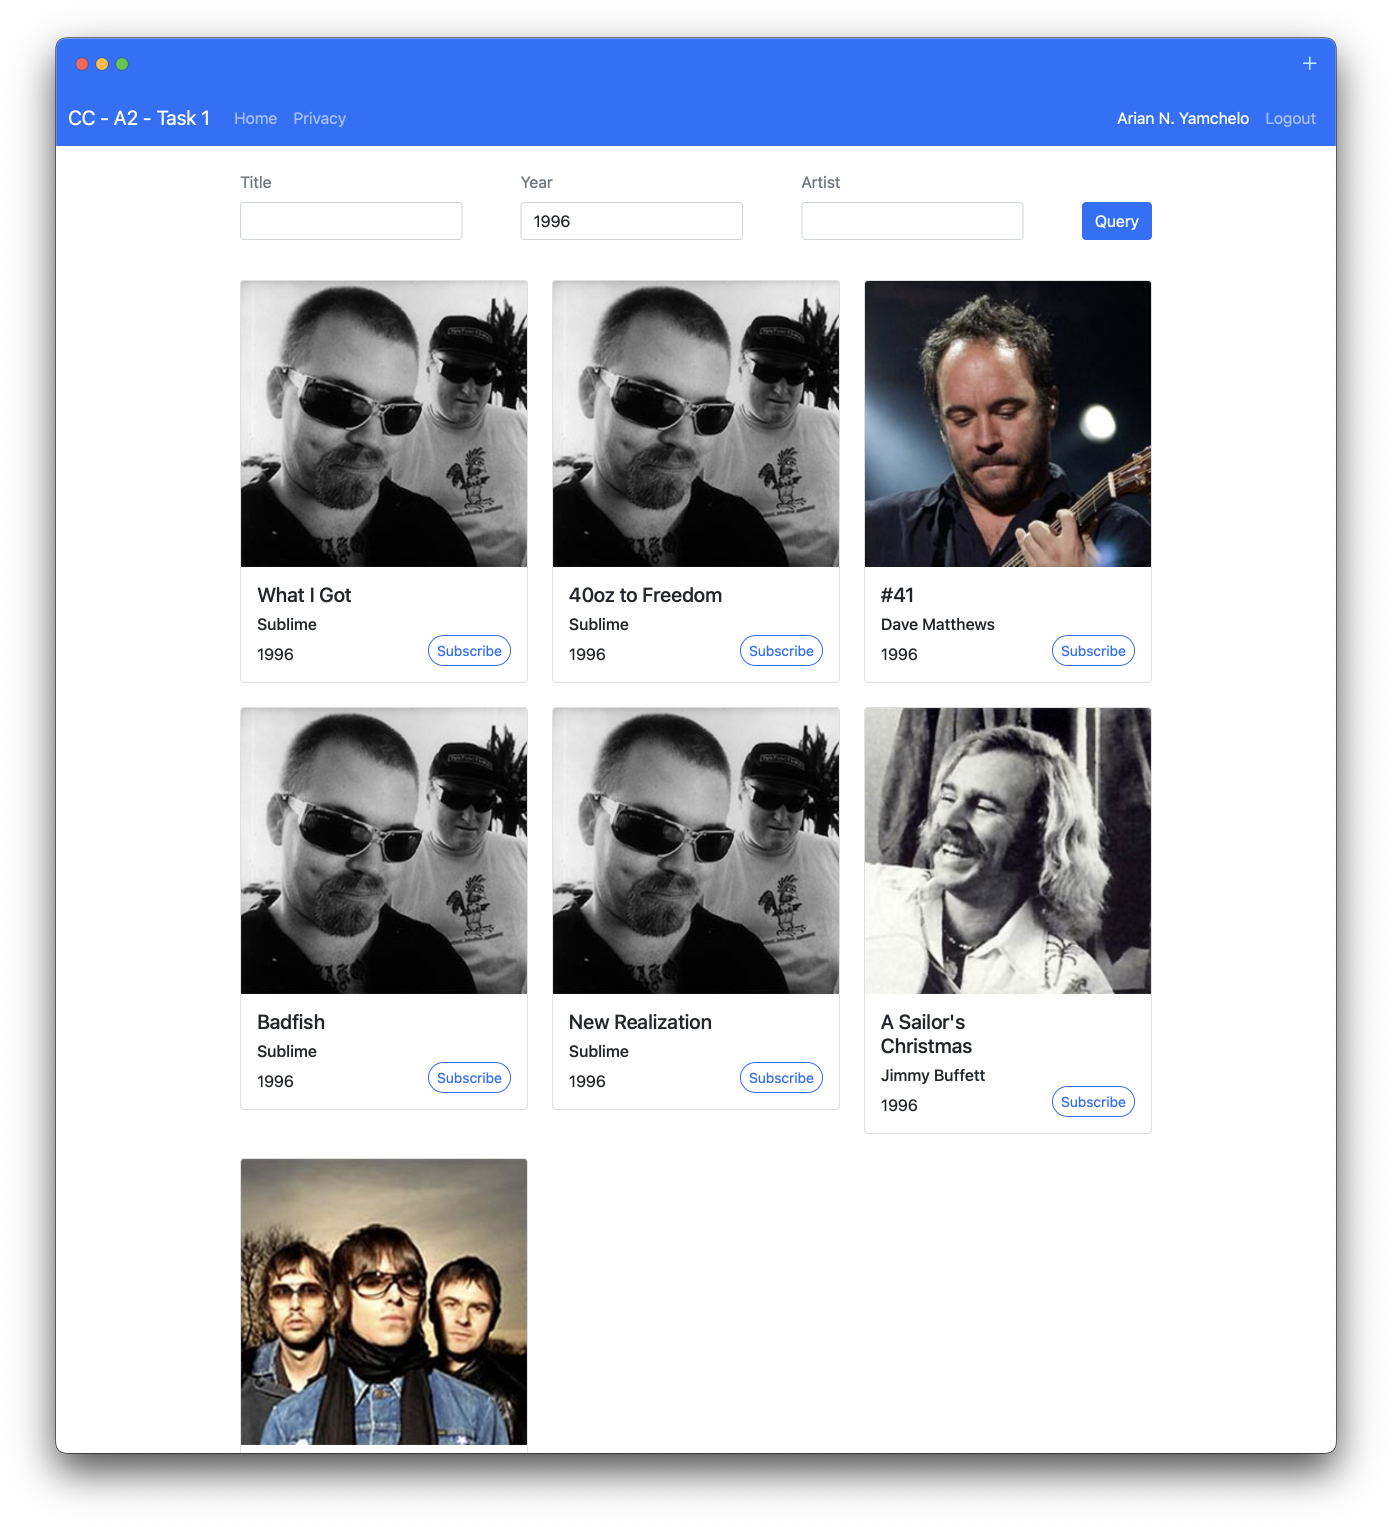 CC - A2 - Task 1 Home Privacy Arian N. Yamchelo Logout
Title Year Artist
1996 Query
What I Got
Sublime
1996 Subscribe
40oz to Freedom
Sublime
1996 Subscribe
#41
Dave Matthews
1996 Subscribe
Badfish
Sublime
1996 Subscribe
New Realization
Sublime
1996 Subscribe
A Sailor's
Christmas
Jimmy Buffett
1996 Subscribe